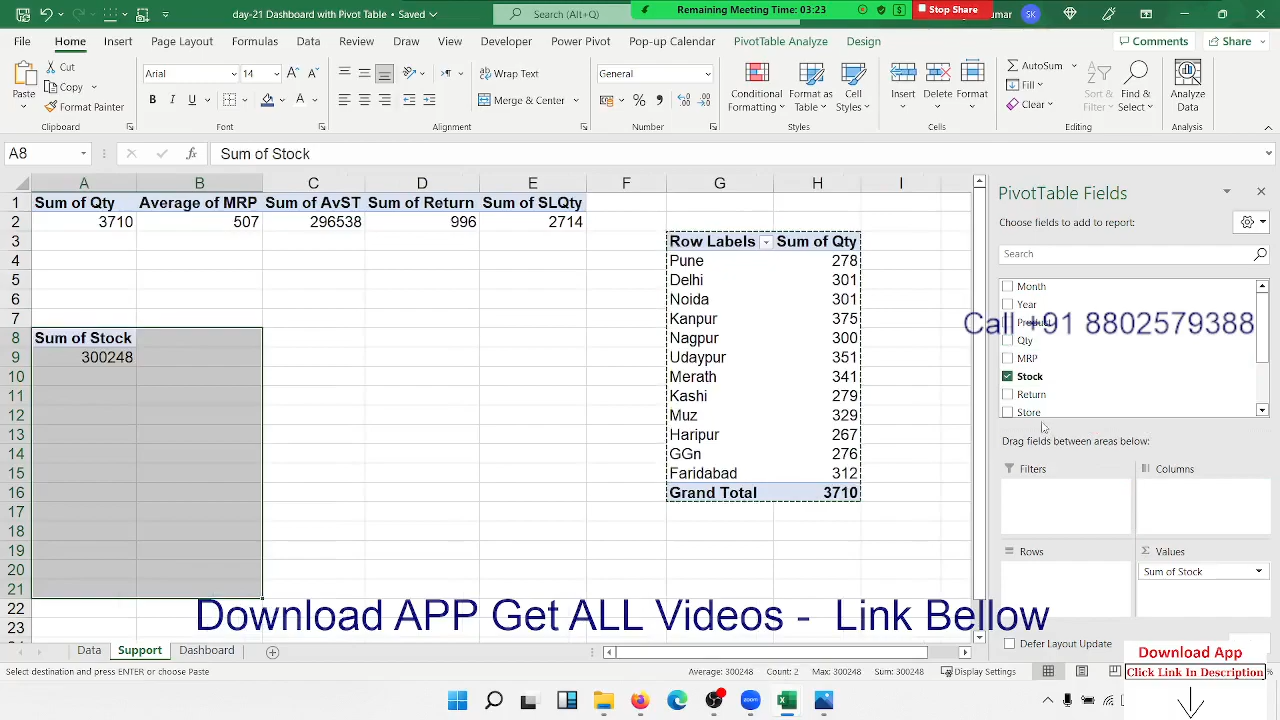 day-21 Dashboard part-2 • Saved
Search (Alt+Q)
Remaining Meeting Time: 03:23
Stop Share
mar
SK
File Home Insert Page Layout Formulas Data Review View Developer Power Pivot Pop-up Calendar PivotTable Analyze Design Comments Share
Paste
Cut
Copy
Format Painter
Clipboard
Arial 14
B I U
Font
Wrap Text
Merge & Center
Alignment
General
Number
Conditional Formatting
Format as Table
Cell Styles
Styles
Insert Delete Format
Cells
AutoSum
Fill
Clear
Sort & Filter
Find & Select
Editing
Analyze Data
Analysis
A8 fx Sum of Stock
A B C D E F G H I
1 Sum of Qty Average of MRP Sum of AvST Sum of Return Sum of SLQty
2 3710 507 296538 996 2714
3 Row Labels Sum of Qty
4 Pune 278
5 Delhi 301
6 Noida 301
7 Kanpur 375
8 Sum of Stock Nagpur 300
9 300248 Udaypur 351
10 Merath 341
11 Kashi 279
12 Muz 329
13 Haripur 267
14 GGn 276
15 Faridabad 312
16 Grand Total 3710
17
18
19
20
21
22
23
PivotTable Fields
Choose fields to add to report:
Search
Month
Year
Product
Qty
MRP
Stock
Return
Store
Call +91 8802579388
Drag fields between areas below:
Filters
Columns
Rows
Values
Sum of Stock
Defer Layout Update
Download APP Get ALL Videos - Link Bellow
Download App
Click Link In Description
Data Support Dashboard
Select destination and press ENTER or choose Paste
Average: 300248 Count: 2 Max: 300248 Sum: 300248
Display Settings